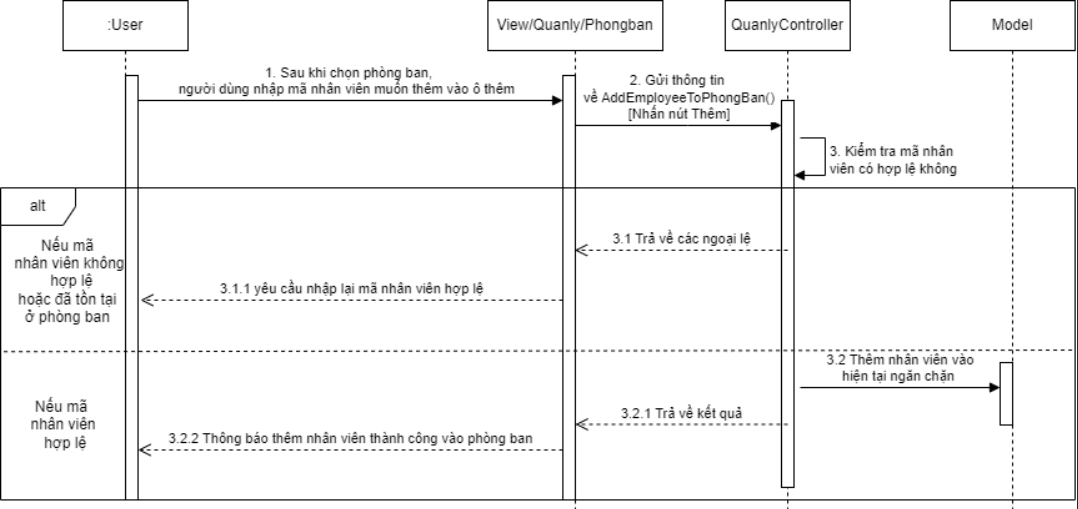 :User
View/Quanly/Phongban
QuanlyController
Model
1. Sau khi chọn phòng ban,
người dùng nhập mã nhân viên muốn thêm vào ô thêm
2. Gửi thông tin
về AddEmployeeToPhongBan()
[Nhấn nút Thêm]
3. Kiểm tra mã nhân
viên có hợp lệ không
alt
Nếu mã
nhân viên không
hợp lệ
hoặc đã tồn tại
ở phòng ban
3.1 Trả về các ngoại lệ
3.1.1 yêu cầu nhập lại mã nhân viên hợp lệ
3.2 Thêm nhân viên vào
hiện tại ngăn chặn
Nếu mã
nhân viên
hợp lệ
3.2.1 Trả về kết quả
3.2.2 Thông báo thêm nhân viên thành công vào phòng ban